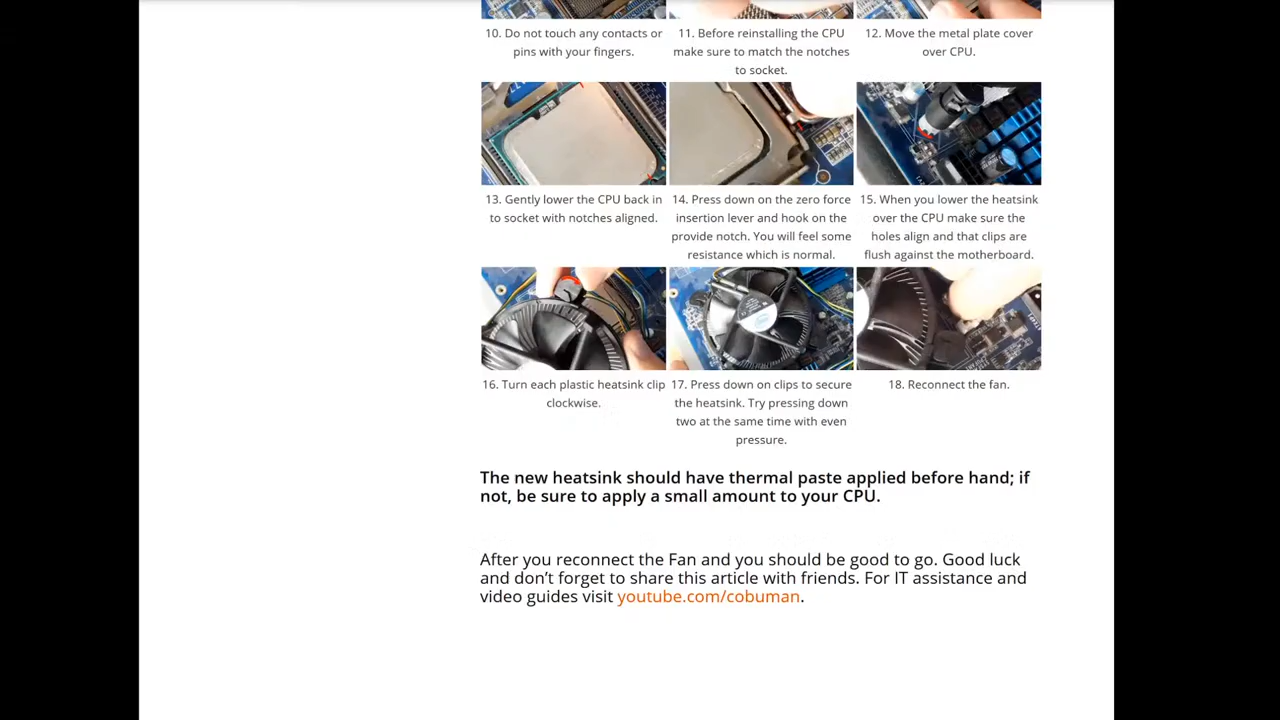 10. Do not touch any contacts or
pins with your fingers.
11. Before reinstalling the CPU
make sure to match the notches
to socket.
12. Move the metal plate cover
over CPU.
13. Gently lower the CPU back in
to socket with notches aligned.
14. Press down on the zero force
insertion lever and hook on the
provide notch. You will feel some
resistance which is normal.
15. When you lower the heatsink
over the CPU make sure the
holes align and that clips are
flush against the motherboard.
16. Turn each plastic heatsink clip
clockwise.
17. Press down on clips to secure
the heatsink. Try pressing down
two at the same time with even
pressure.
18. Reconnect the fan.
The new heatsink should have thermal paste applied before hand; if
not, be sure to apply a small amount to your CPU.
After you reconnect the Fan and you should be good to go. Good luck
and don’t forget to share this article with friends. For IT assistance and
video guides visit youtube.com/cobuman.